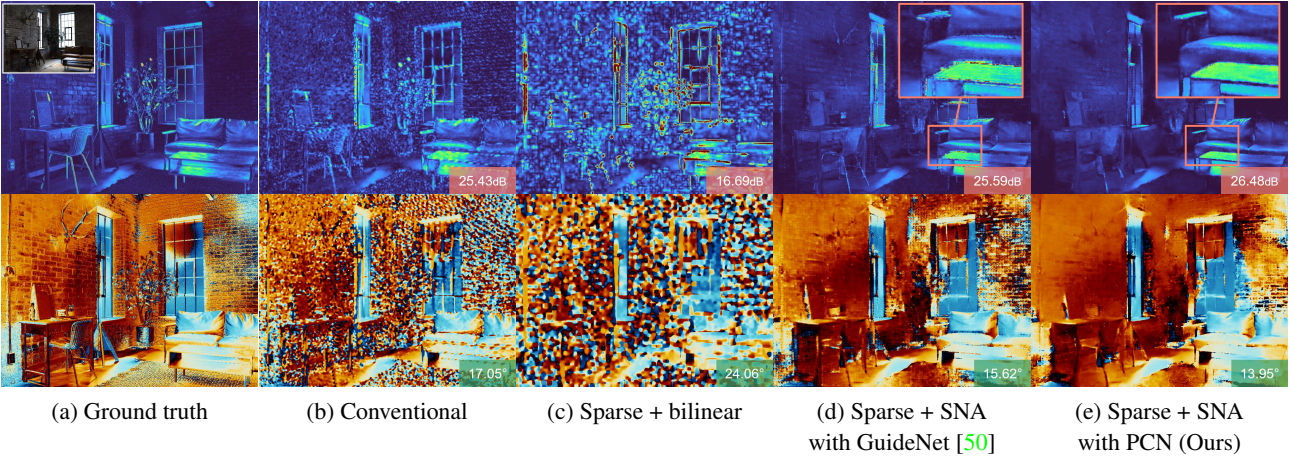 25.43dB
16.69dB
25.59dB
26.48dB
17.05°
24.06°
15.62°
13.95°
(a) Ground truth
(b) Conventional
(c) Sparse + bilinear
(d) Sparse + SNA
with GuideNet [50]
(e) Sparse + SNA
with PCN (Ours)